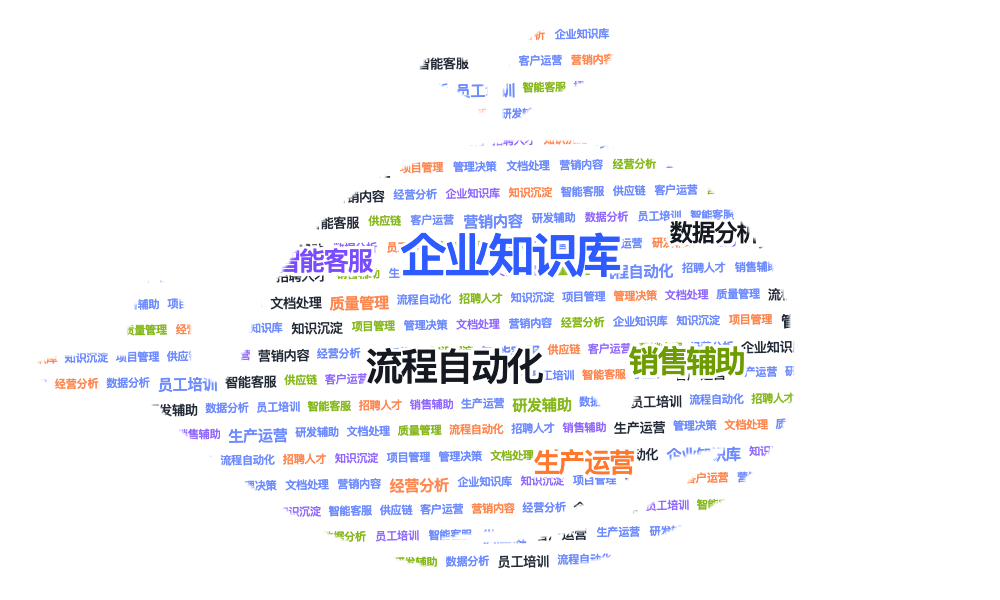 企业知识库
智能客服 客户运营 营销内容
员工培训 智能客服
项目管理 管理决策 文档处理 营销内容 经营分析
营销内容 经营分析 企业知识库 知识沉淀 智能客服 供应链 客户运营
智能客服 供应链 客户运营 营销内容 研发辅助 数据分析 员工培训 智能客服
数据分析
智能客服 企业知识库
流程自动化 招聘人才 销售辅助
文档处理 质量管理 流程自动化 招聘人才 知识沉淀 项目管理 管理决策 文档处理 质量管理
质量管理 知识沉淀 项目管理 管理决策 文档处理 营销内容 经营分析 企业知识库 知识沉淀 项目管理
知识沉淀 项目管理 营销内容 经营分析 供应链 客户运营 企业知识库
流程自动化 销售辅助
经营分析 数据分析 员工培训 智能客服 供应链 客户运营 员工培训 智能客服
研发辅助 数据分析 员工培训 智能客服 招聘人才 销售辅助 生产运营 研发辅助 员工培训 流程自动化 招聘人才
销售辅助 生产运营 研发辅助 文档处理 质量管理 流程自动化 招聘人才 销售辅助 生产运营 管理决策 文档处理
流程自动化 招聘人才 知识沉淀 项目管理 管理决策 文档处理 生产运营 企业知识库
文档处理 营销内容 经营分析 企业知识库 知识沉淀 项目管理 客户运营
知识沉淀 智能客服 供应链 客户运营 营销内容 经营分析 员工培训
数据分析 员工培训 智能客服 生产运营 生产运营
研发辅助 数据分析 员工培训 流程自动化